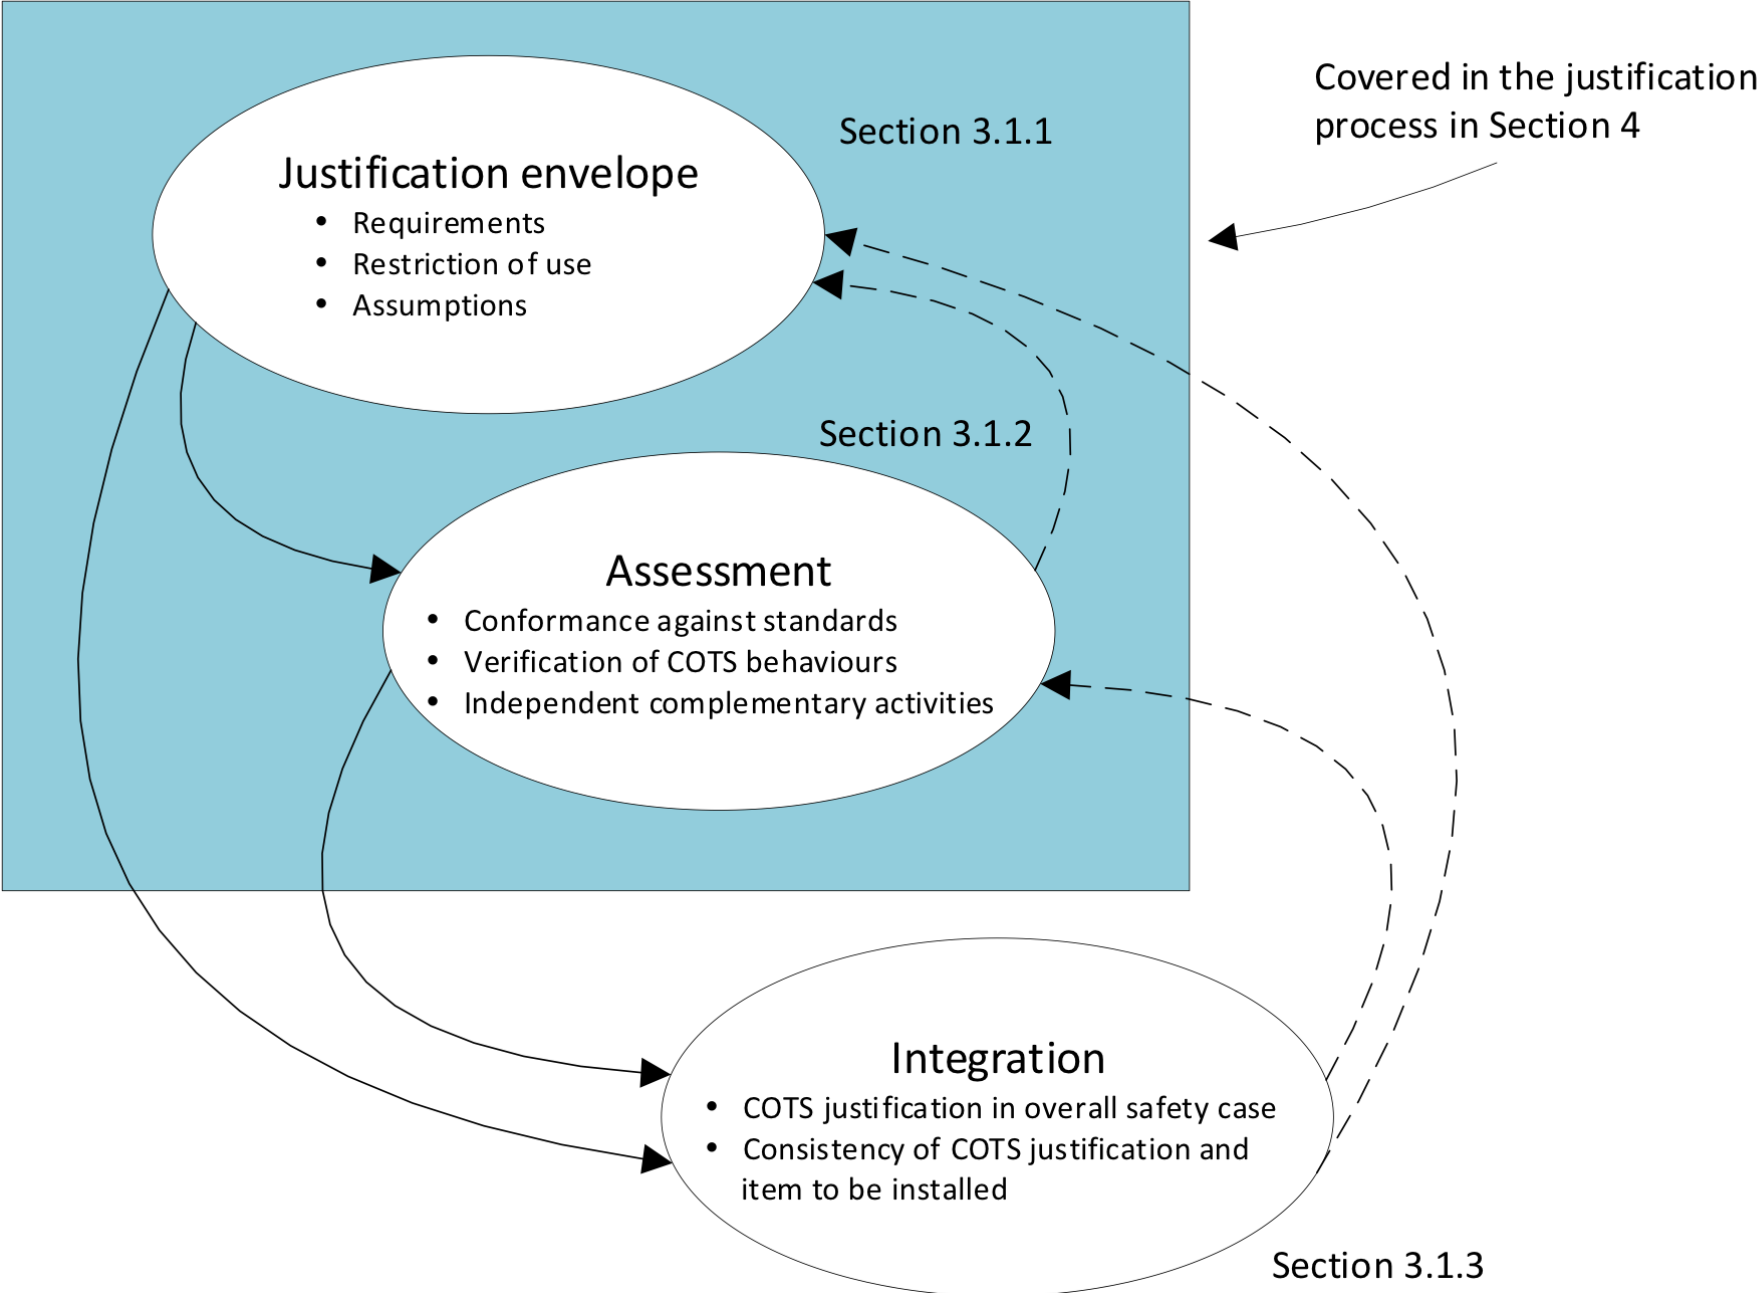 Covered in the justification
process in Section 4
Section 3.1.1
Justification envelope
• Requirements
• Restriction of use
• Assumptions
Section 3.1.2
Assessment
• Conformance against standards
• Verification of COTS behaviours
• Independent complementary activities
Integration
• COTS justification in overall safety case
• Consistency of COTS justification and
item to be installed
Section 3.1.3